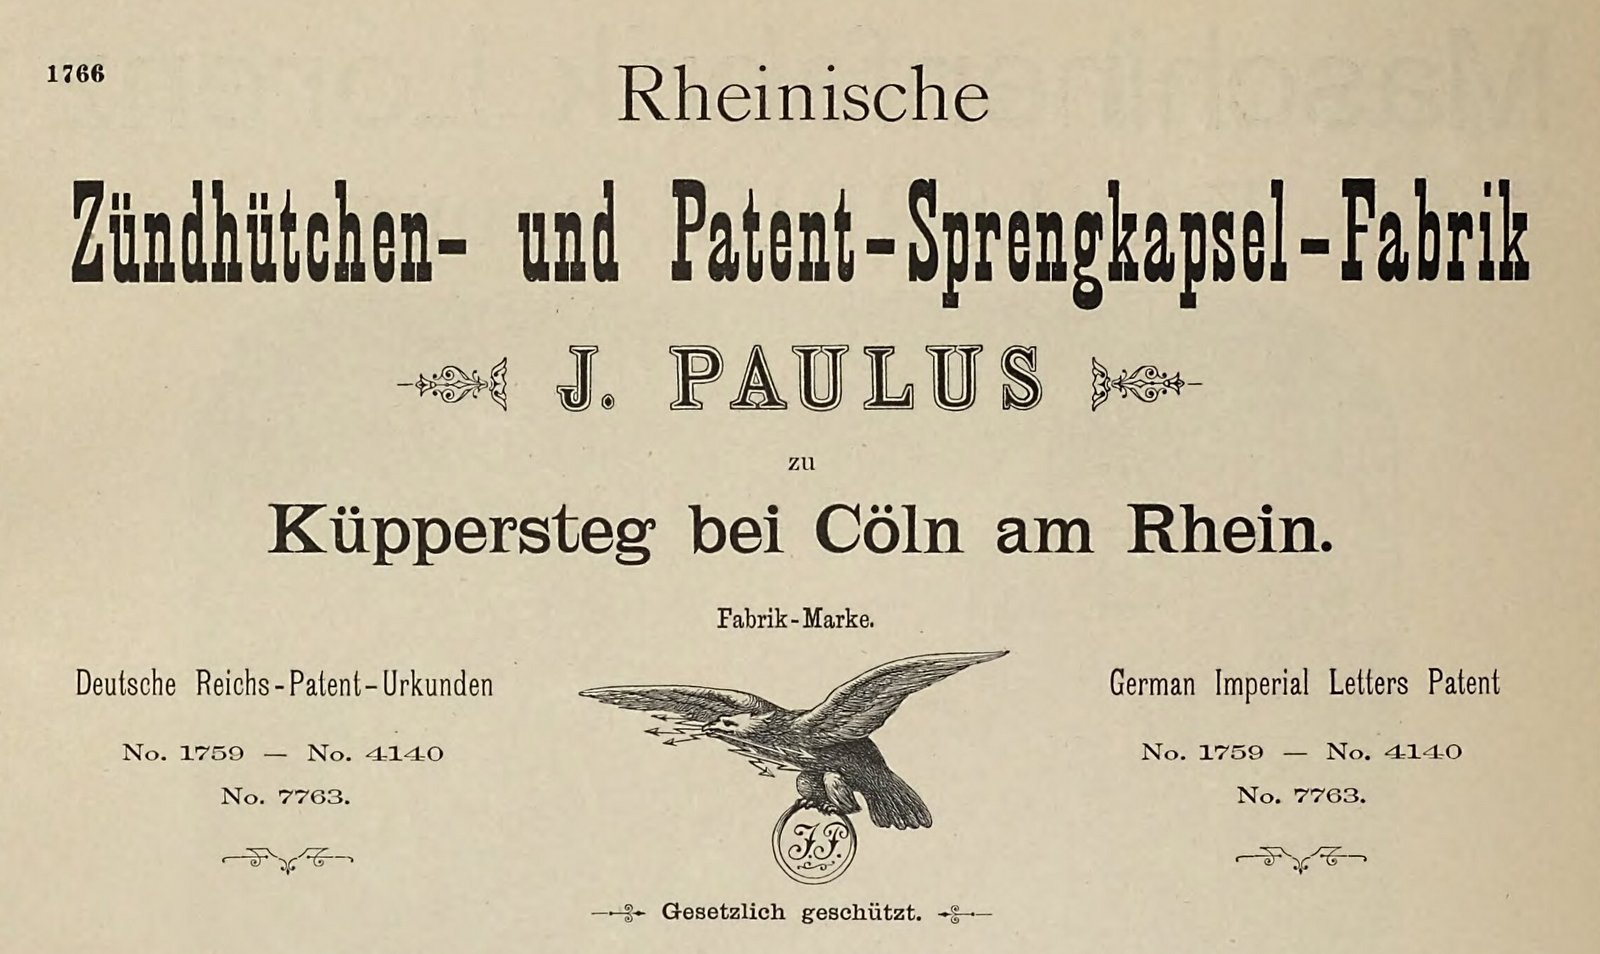 1766
Rheinische
Zündhütchen- und Patent-Sprengkapsel-Fabrik
J. PAULUS
zu
Küppersteg bei Cöln am Rhein.
Fabrik-Marke.
Deutsche Reichs-Patent-Urkunden
No. 1759 — No. 4140
No. 7763.
German Imperial Letters Patent
No. 1759 — No. 4140
No. 7763.
J.P.
Gesetzlich geschützt.